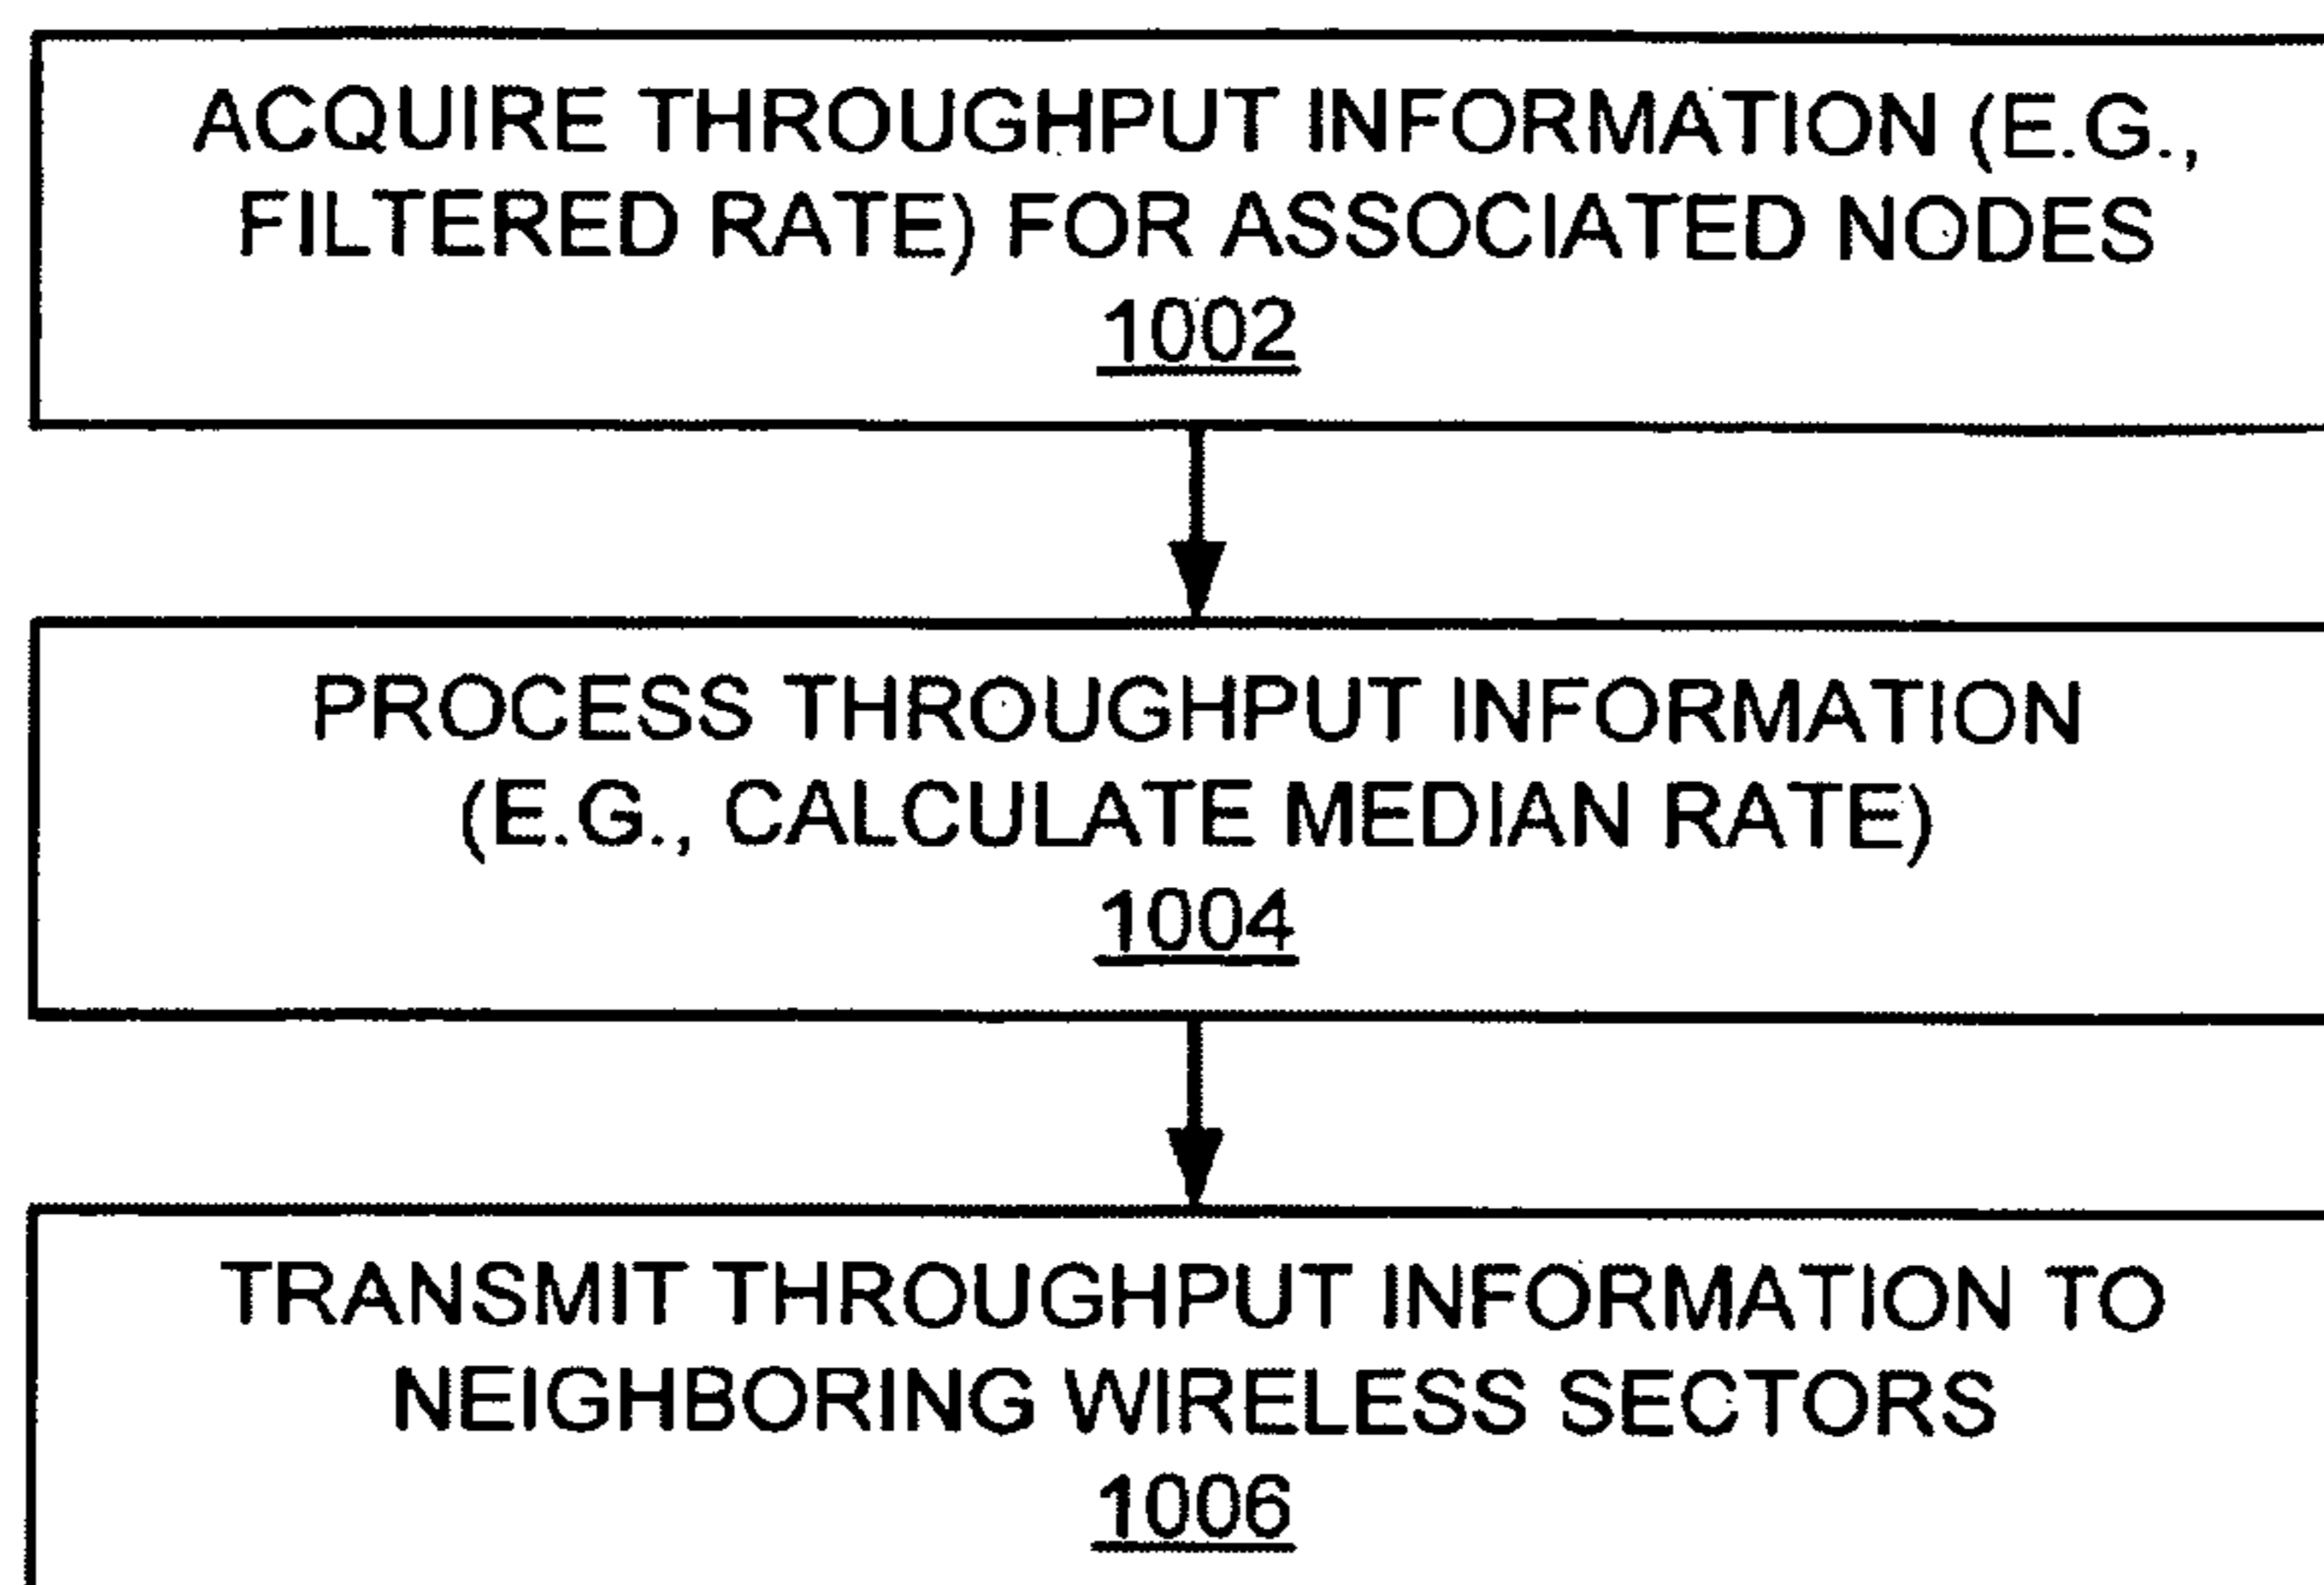 ACQUIRE THROUGHPUT INFORMATION (E.G.,
FILTERED RATE) FOR ASSOCIATED NODES
1002
PROCESS THROUGHPUT INFORMATION
(E.G., CALCULATE MEDIAN RATE)
1004
TRANSMIT THROUGHPUT INFORMATION TO
NEIGHBORING WIRELESS SECTORS
1006